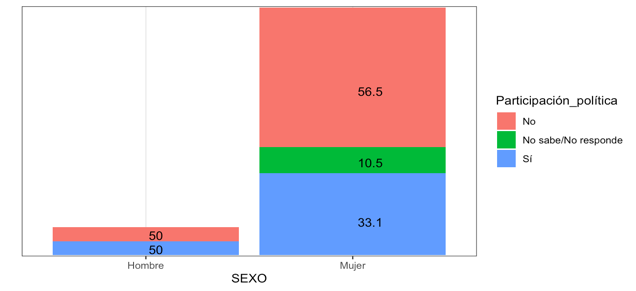 56.5
10.5
33.1
50
50
Hombre
Mujer
SEXO
Participación_política
No
No sabe/No responde
Sí